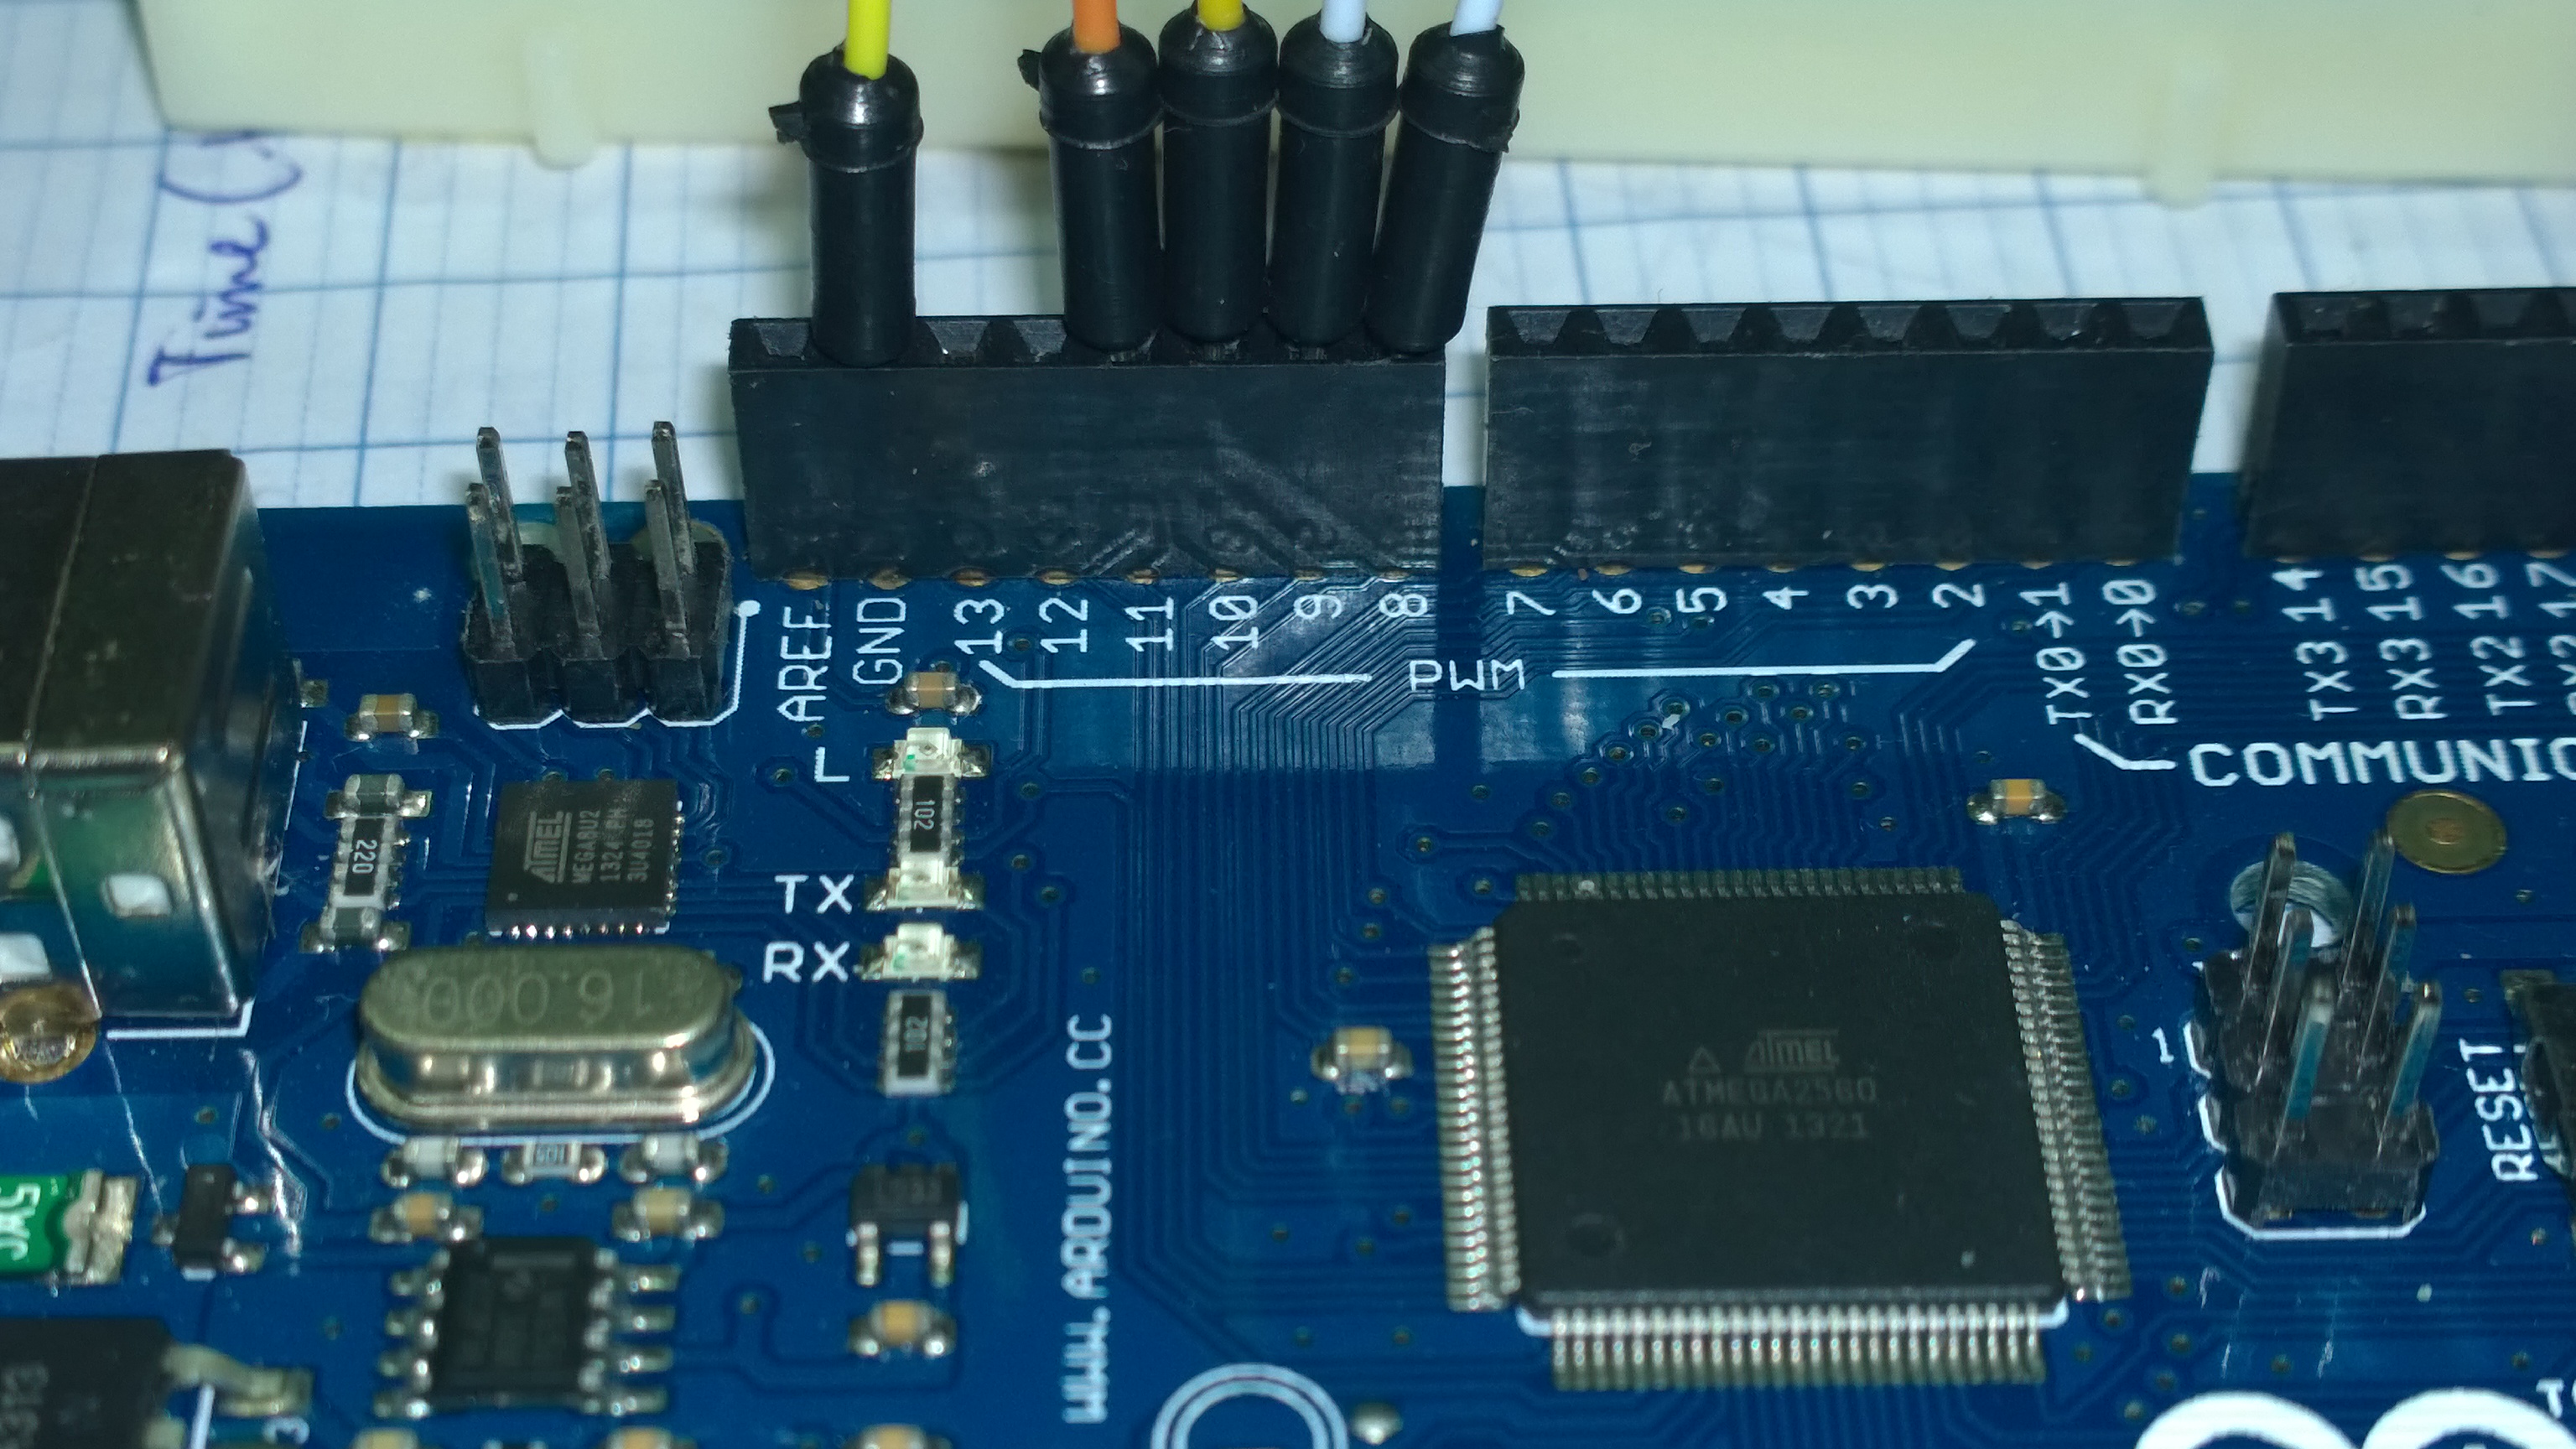 Time (
AREF
GND
13
12
11
10
9
8
7
6
5
4
3
2
TX0→1
RX0→0
TX3 14
RX3 15
TX2 16
17
PWM
COMMUNIC
L
102
TX
RX
102
220
ATMEL
MEGA8U2
3U4018
16.000
WWW.ARDUINO.CC
ATMEL
ATMEGA2560
16AU 1321
1
RESET